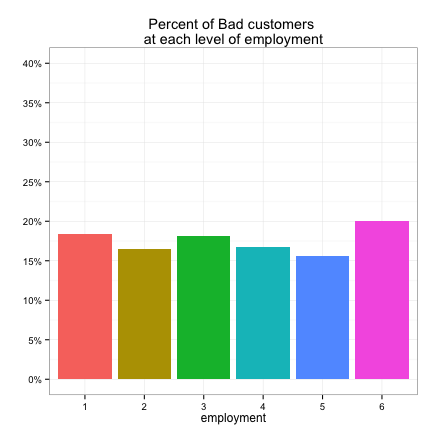 Percent of Bad customers
at each level of employment
40%
35%
30%
25%
20%
15%
10%
5%
0%
1 2 3 4 5 6
employment